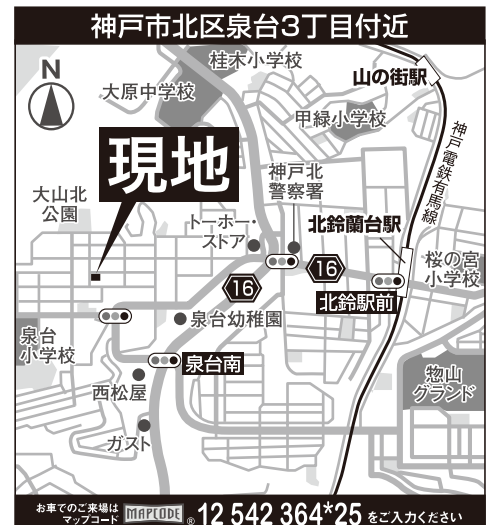 神戸市北区泉台3丁目付近
N
桂木小学校
山の街駅
大原中学校
甲緑小学校
神戸電鉄有馬線
現地
神戸北
警察署
大山北
公園
トーホー・
ストア
北鈴蘭台駅
桜の宮
小学校
16
16
北鈴駅前
泉台幼稚園
泉台
小学校
泉台南
惣山
グランド
西松屋
ガスト
お車でのご来場は
マップコード
MAPCODE
®
12 542 364*25 をご入力ください